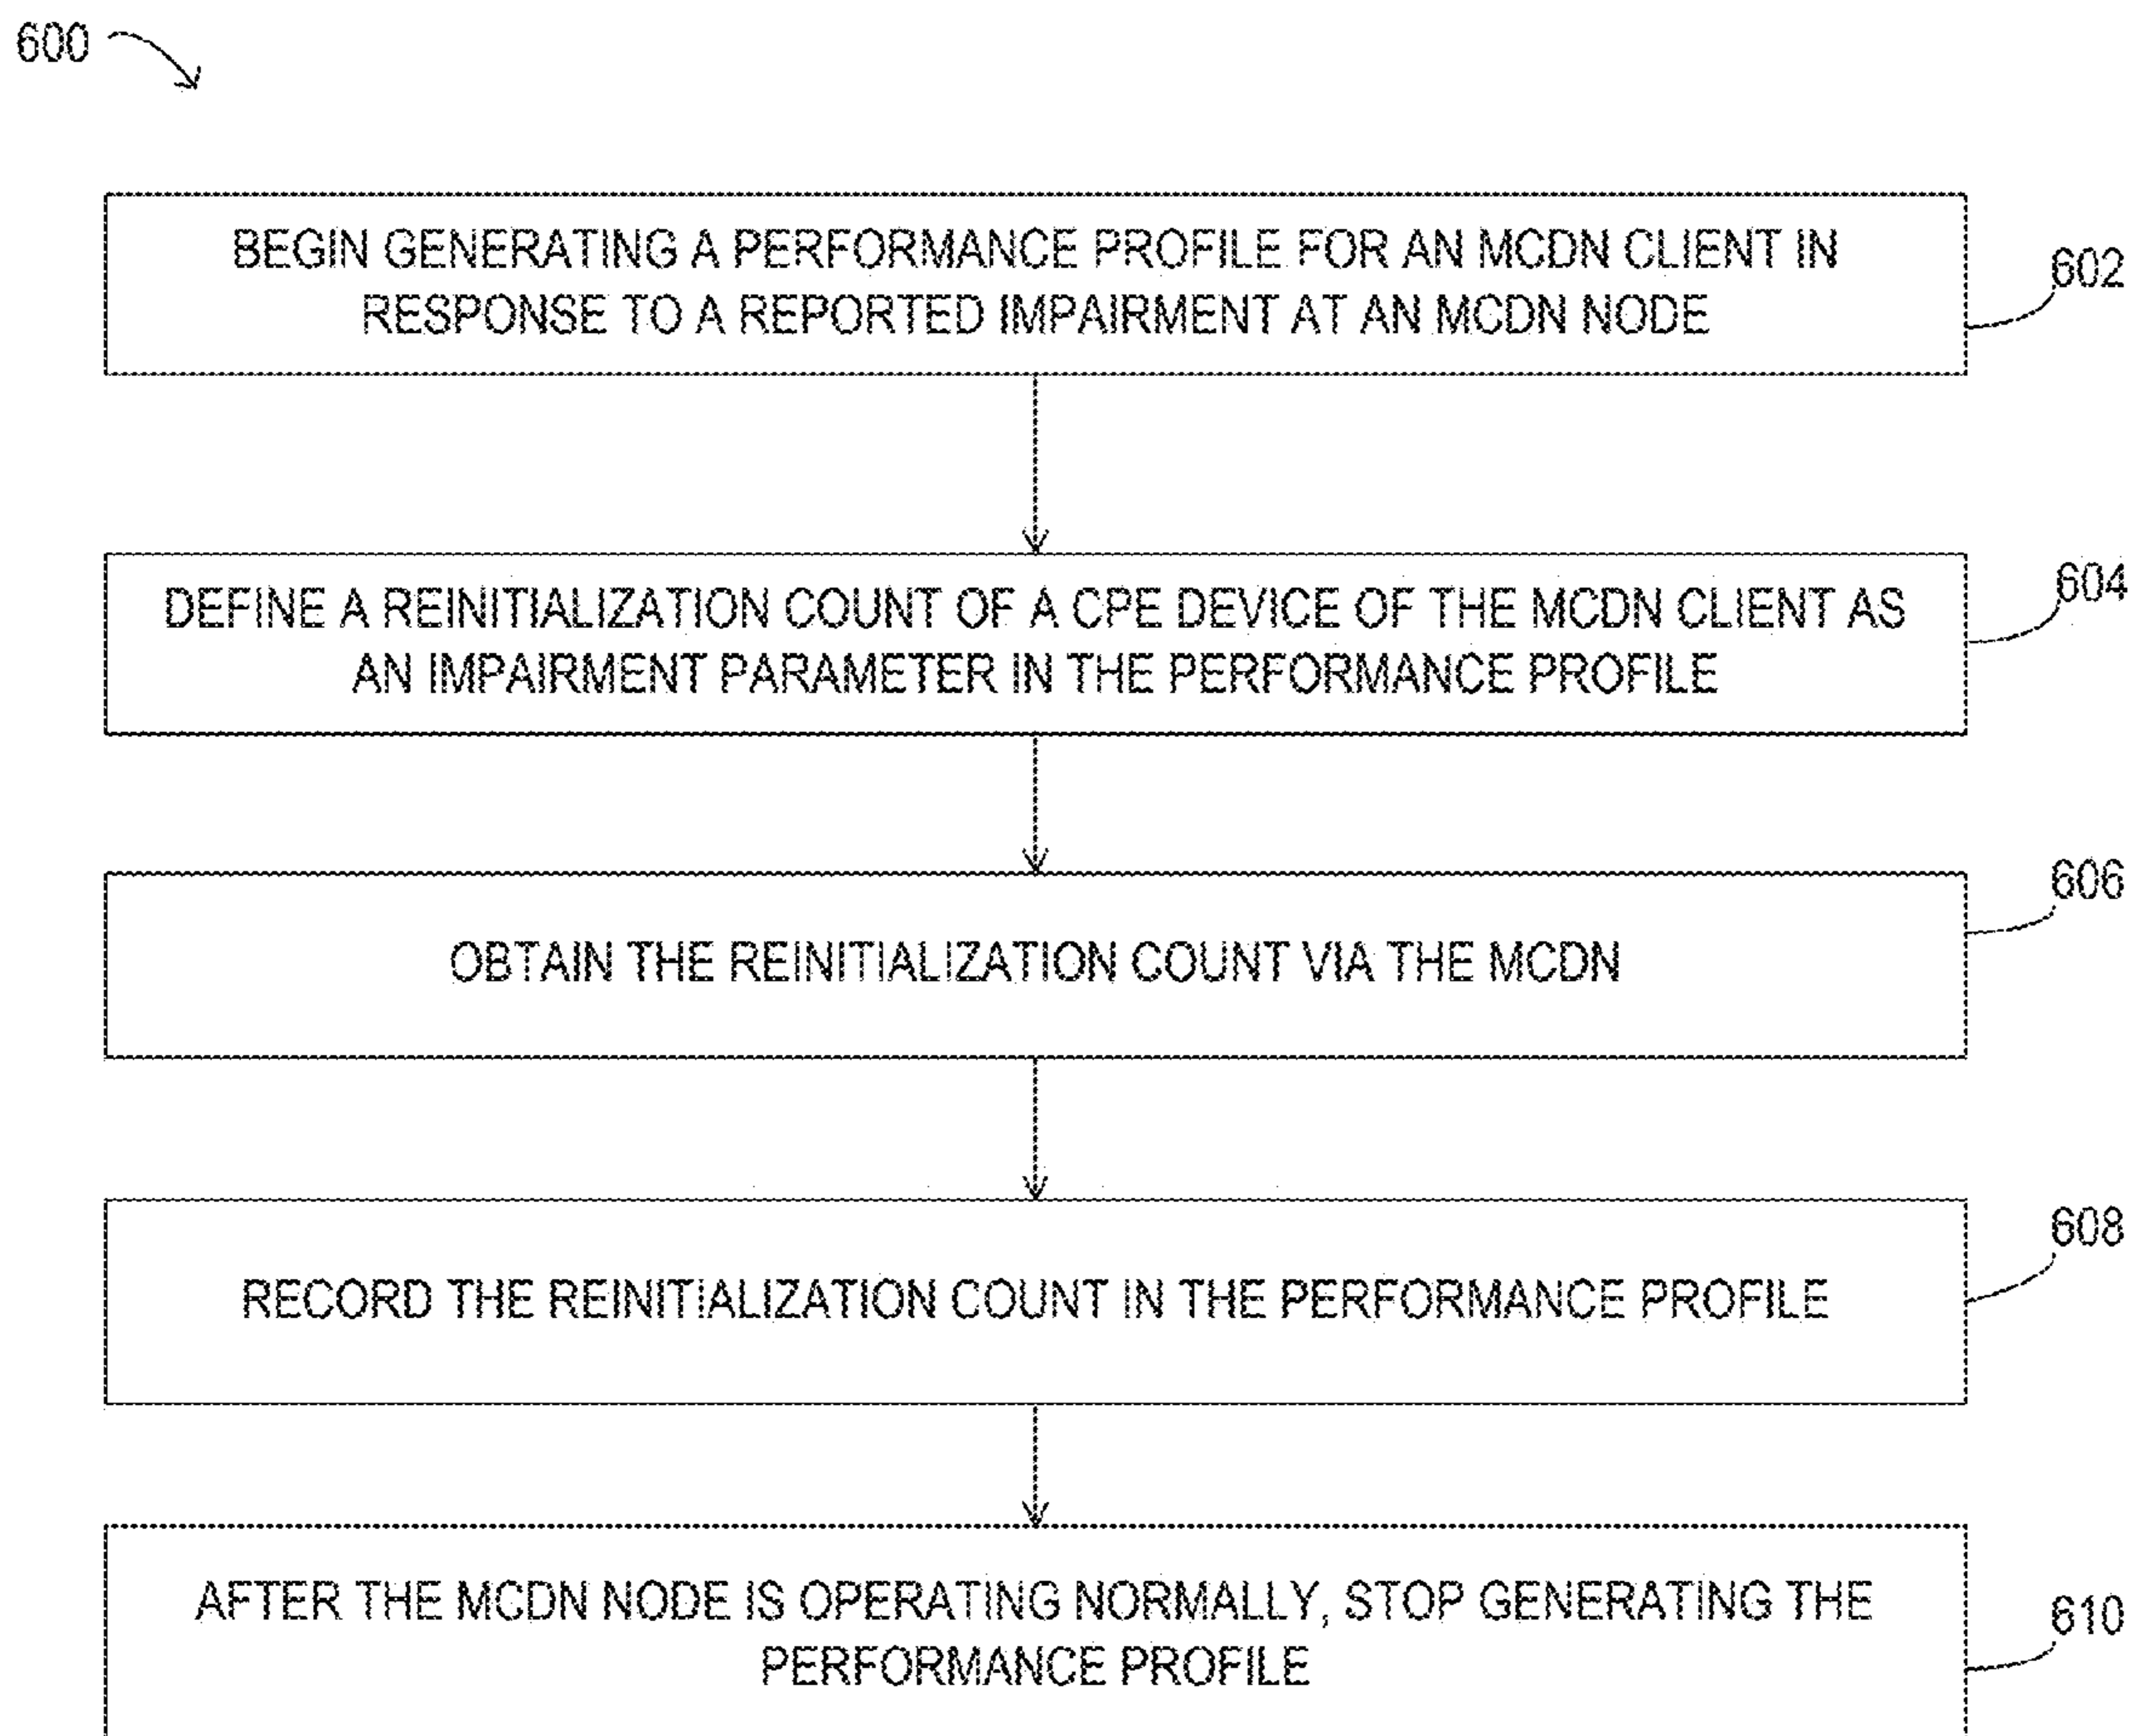 600
BEGIN GENERATING A PERFORMANCE PROFILE FOR AN MCDN CLIENT IN
RESPONSE TO A REPORTED IMPAIRMENT AT AN MCDN NODE
602
DEFINE A REINITIALIZATION COUNT OF A CPE DEVICE OF THE MCDN CLIENT AS
AN IMPAIRMENT PARAMETER IN THE PERFORMANCE PROFILE
604
OBTAIN THE REINITIALIZATION COUNT VIA THE MCDN
606
RECORD THE REINITIALIZATION COUNT IN THE PERFORMANCE PROFILE
608
AFTER THE MCDN NODE IS OPERATING NORMALLY, STOP GENERATING THE
PERFORMANCE PROFILE
610